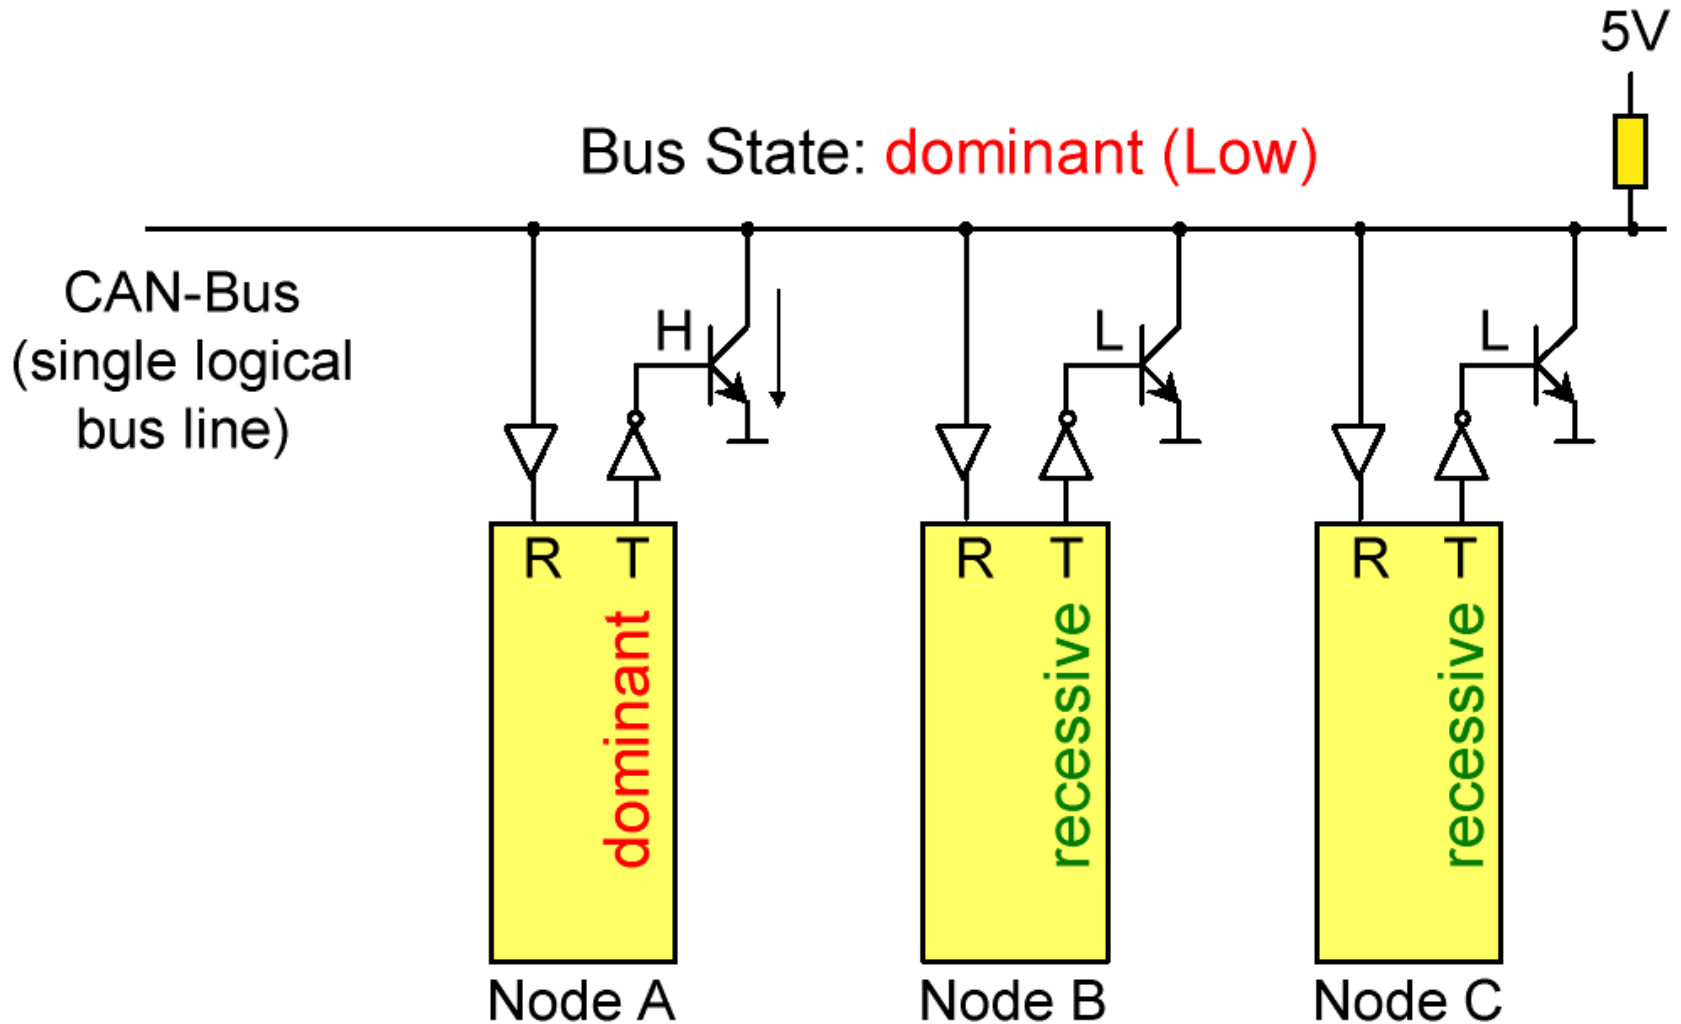 5V
Bus State: dominant (Low)
CAN-Bus
(single logical
bus line)
H
L
L
R T
dominant
R T
recessive
R T
recessive
Node A
Node B
Node C